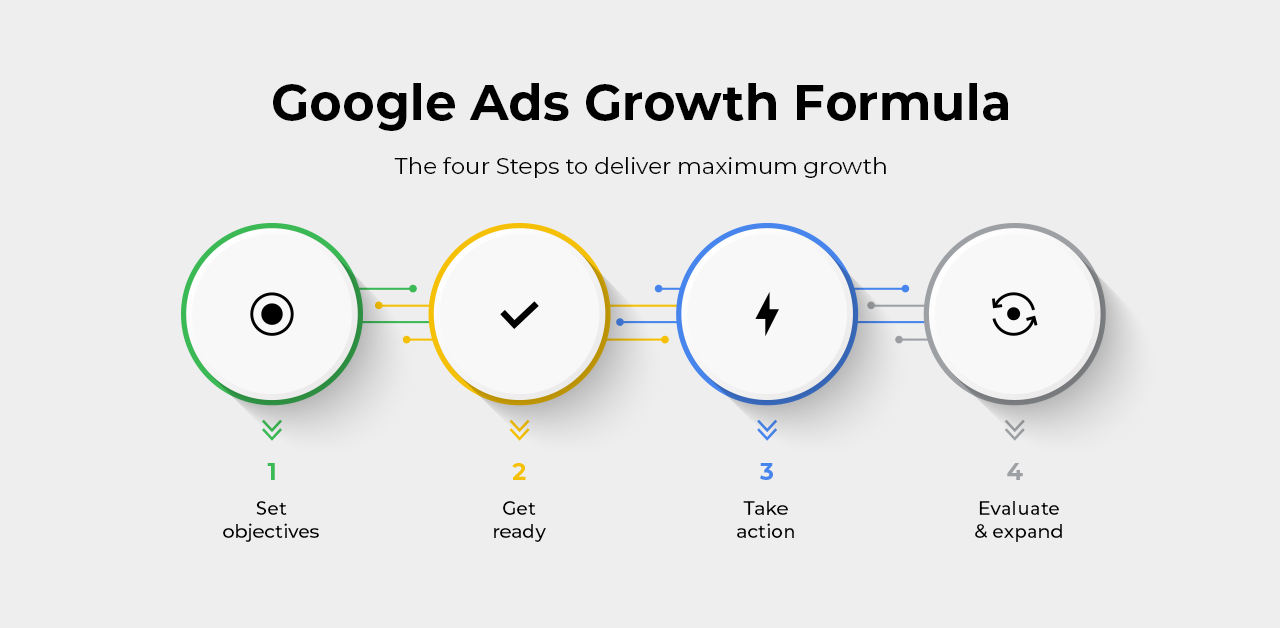 Google Ads Growth Formula
The four Steps to deliver maximum growth
1
Set
objectives
2
Get
ready
3
Take
action
4
Evaluate
& expand